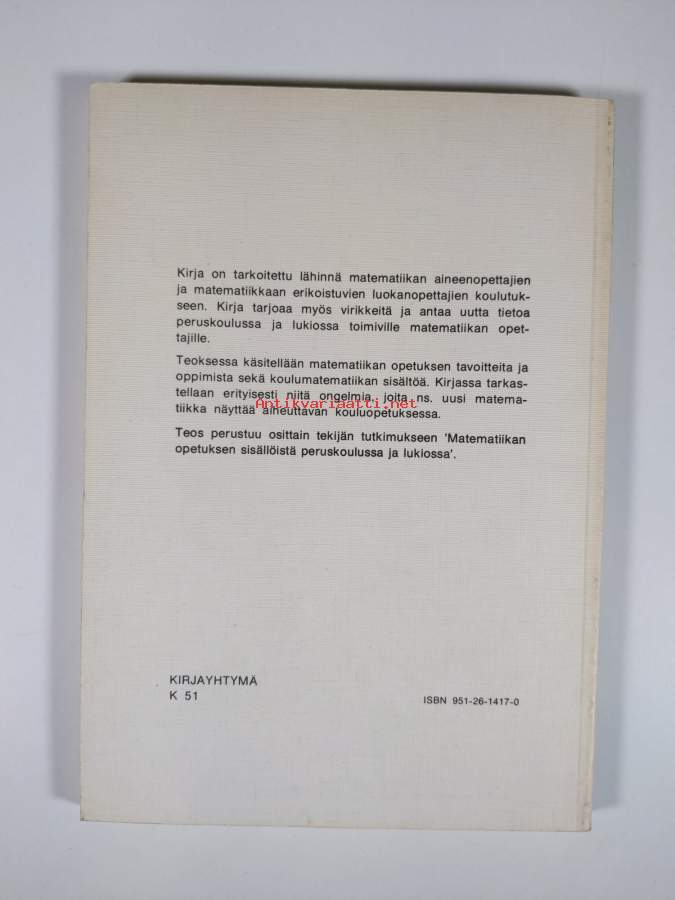 Kirja on tarkoitettu lähinnä matematiikan aineenopettajien
ja matematiikkaan erikoistuvien luokanopettajien koulutuk-
seen. Kirja tarjoaa myös virikkeitä ja antaa uutta tietoa
peruskoulussa ja lukiossa toimiville matematiikan opet-
tajille.
Teoksessa käsitellään matematiikan opetuksen tavoitteita ja
oppimista sekä koulumatematiikan sisältöä. Kirjassa tarkas-
tellaan erityisesti niitä ongelmia, joita ns. uusi matema-
Antikvariaatti.net
tiikka näyttää aiheuttavan kouluopetuksessa.
Teos perustuu osittain tekijän tutkimukseen 'Matematiikan
opetuksen sisällöistä peruskoulussa ja lukiossa'.
KIRJAYHTYMÄ
K 51
ISBN 951-26-1417-0